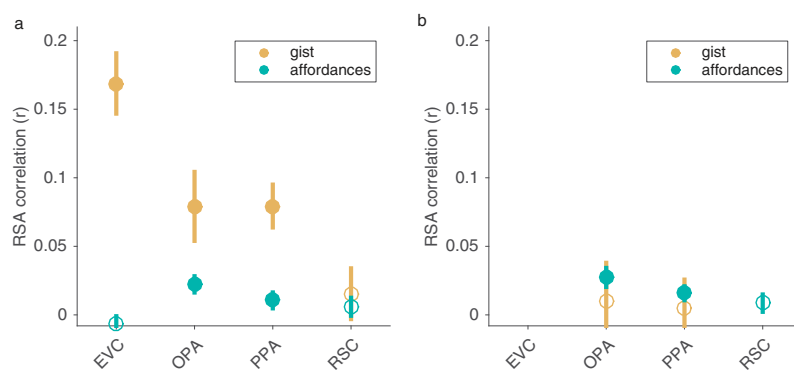 a
RSA correlation (r)
0.2
0.15
0.1
0.05
0
gist
affordances
EVC
OPA
PPA
RSC
b
RSA correlation (r)
0.2
0.15
0.1
0.05
0
gist
affordances
EVC
OPA
PPA
RSC